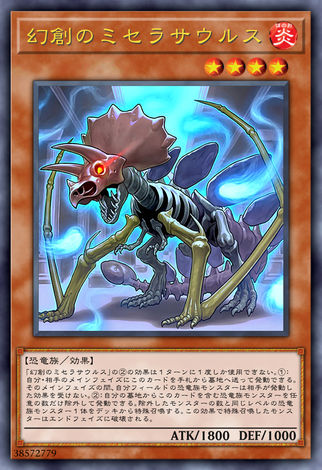 幻創のミセラサウルス
炎
【恐竜族／効果】
「幻創のミセラサウルス」の②の効果は１ターンに１度しか使用できない。①：
自分・相手のメインフェイズにこのカードを手札から墓地へ送って発動できる。
そのメインフェイズの間、自分フィールドの恐竜族モンスターは相手が発動し
た効果を受けない。②：自分の墓地からこのカードを含む恐竜族モンスターを任
意の数だけ除外して発動できる。除外したモンスターの数と同じレベルの恐竜
族モンスター１体をデッキから特殊召喚する。この効果で特殊召喚したモンス
ターはエンドフェイズに破壊される。
ATK/1800 DEF/1000
38572779